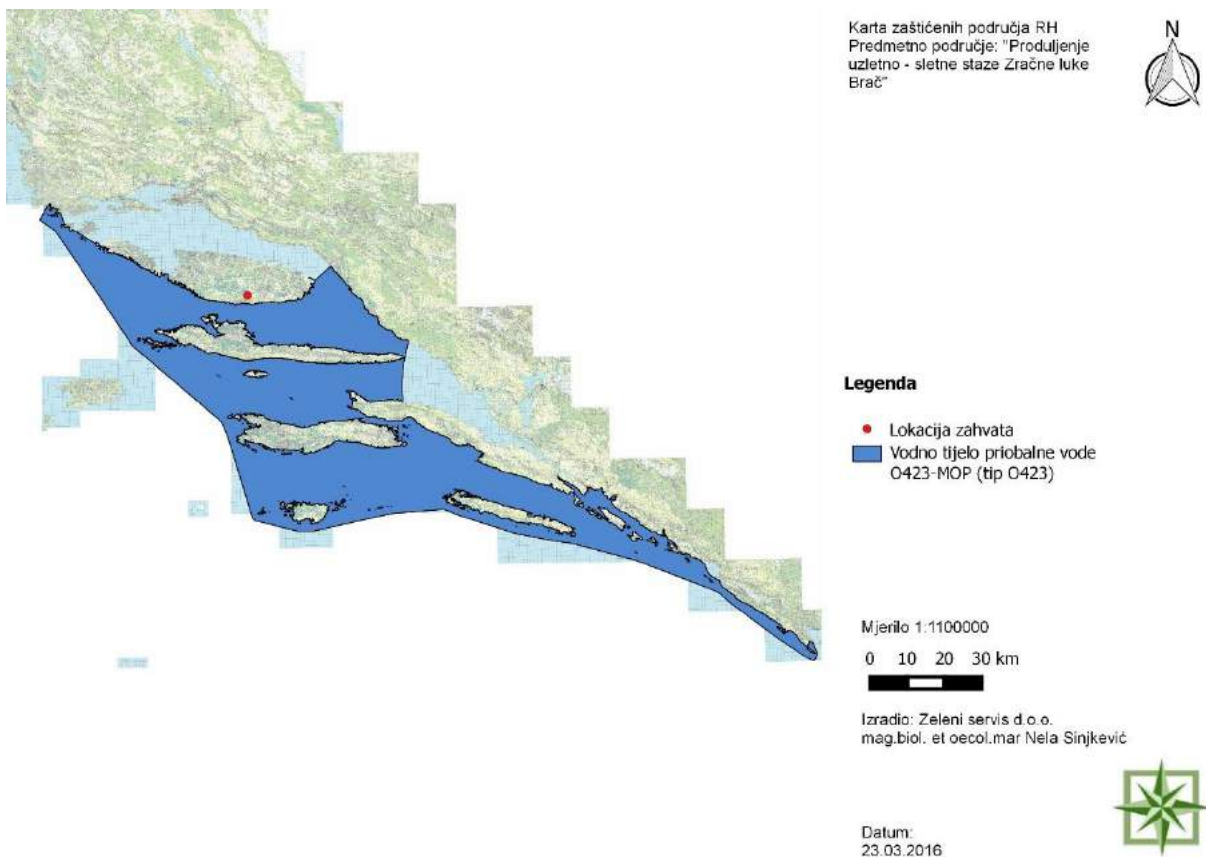 Karta zaštićenih područja RH
Predmetno područje: "Produljenje
uzletno - sletne staze Zračne luke
Brač"
N
Legenda
Lokacija zahvata
Vodno tijelo priobalne vode
O423-MOP (tip O423)
Mjerilo 1:1100000
0 10 20 30 km
Izradio: Zeleni servis d.o.o.
mag.biol. et oecol.mar Nela Sinjkević
Datum:
23.03.2016